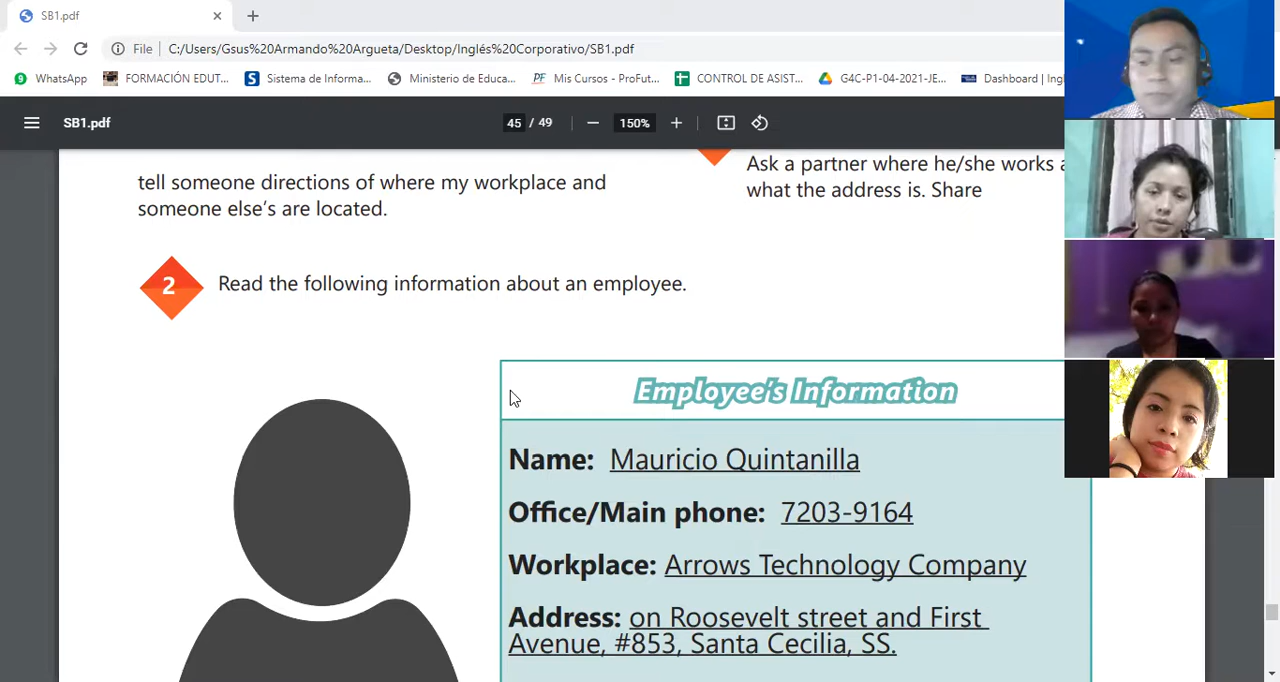 SB1.pdf
File C:/Users/Gsus%20Armando%20Argueta/Desktop/Inglés%20Corporativo/SB1.pdf
9 WhatsApp FORMACIÓN EDUT... S Sistema de Informa... Ministerio de Educa... PF Mis Cursos - ProFut... CONTROL DE ASIST... G4C-P1-04-2021-JE... Dashboard | Ingl
SB1.pdf 45 / 49 150%
tell someone directions of where my workplace and
someone else's are located.
Ask a partner where he/she works
what the address is. Share
2 Read the following information about an employee.
Employee's Information
Name: Mauricio Quintanilla
Office/Main phone: 7203-9164
Workplace: Arrows Technology Company
Address: on Roosevelt street and First
Avenue, #853, Santa Cecilia, SS.